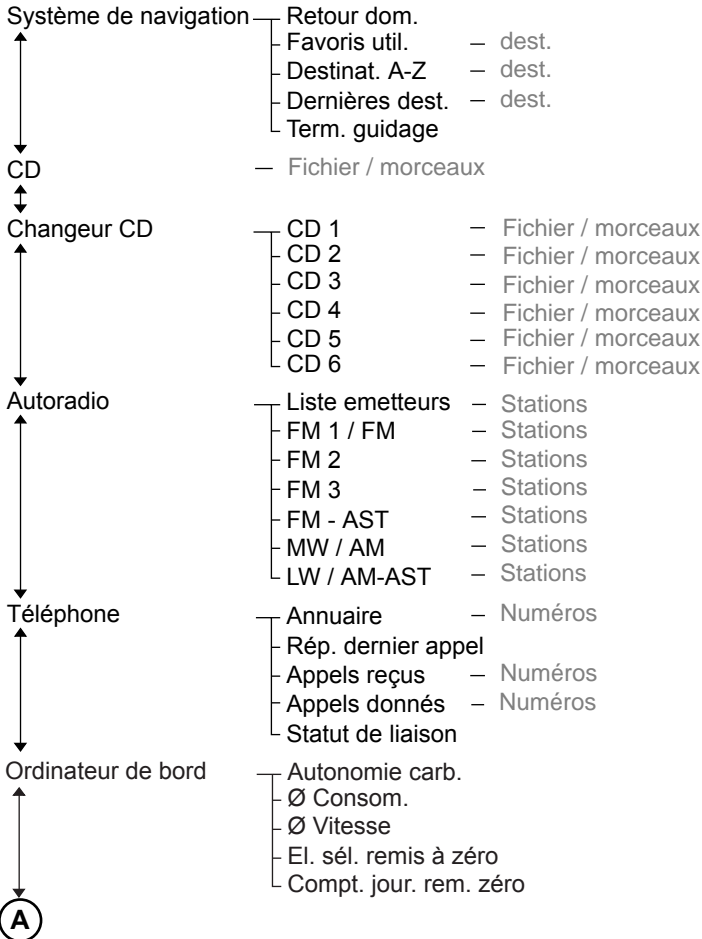 Système de navigation Retour dom.
Favoris util. – dest.
Destinat. A-Z – dest.
Dernières dest. – dest.
Term. guidage
CD – Fichier / morceaux
Changeur CD CD 1 – Fichier / morceaux
CD 2 – Fichier / morceaux
CD 3 – Fichier / morceaux
CD 4 – Fichier / morceaux
CD 5 – Fichier / morceaux
CD 6 – Fichier / morceaux
Autoradio Liste emetteurs – Stations
FM 1 / FM – Stations
FM 2 – Stations
FM 3 – Stations
FM - AST – Stations
MW / AM – Stations
LW / AM-AST – Stations
Téléphone Annuaire – Numéros
Rép. dernier appel
Appels reçus – Numéros
Appels donnés – Numéros
Statut de liaison
Ordinateur de bord Autonomie carb.
Ø Consom.
Ø Vitesse
El. sél. remis à zéro
Compt. jour. rem. zéro
A